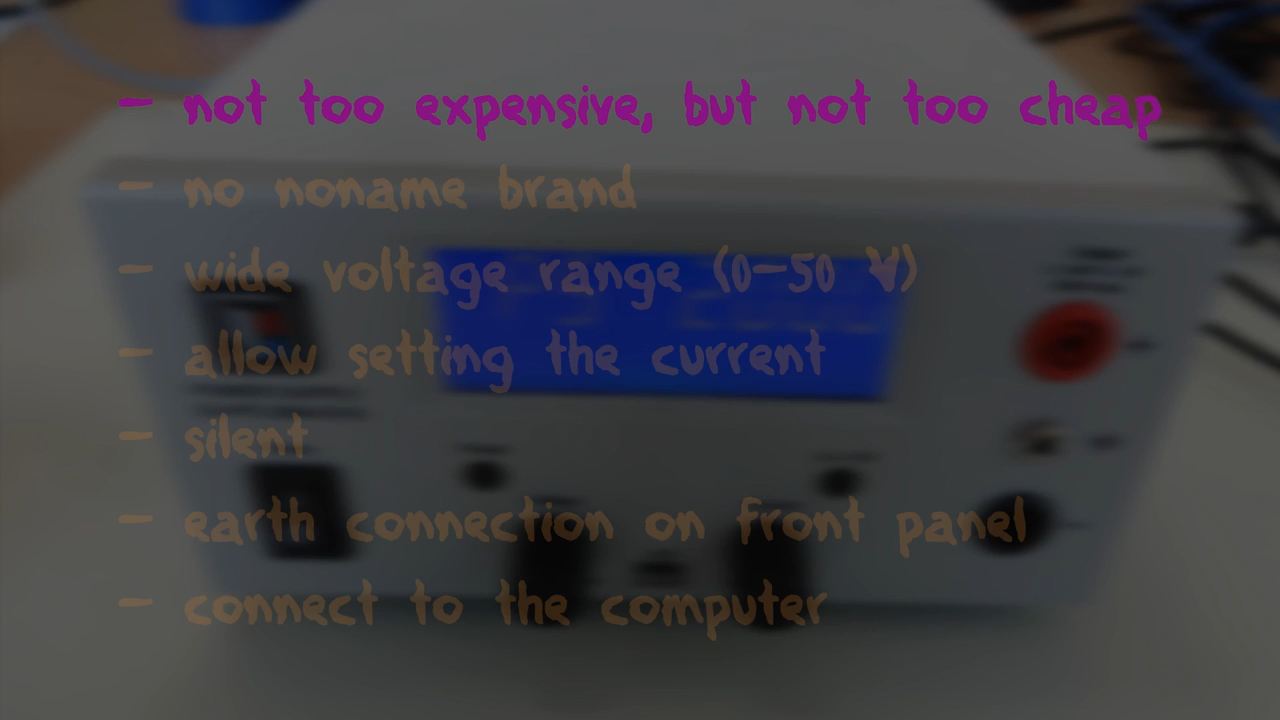 - not too expensive, but not too cheap
- no noname brand
- wide voltage range (0-50 V)
- allow setting the current
- silent
- earth connection on front panel
- connect to the computer